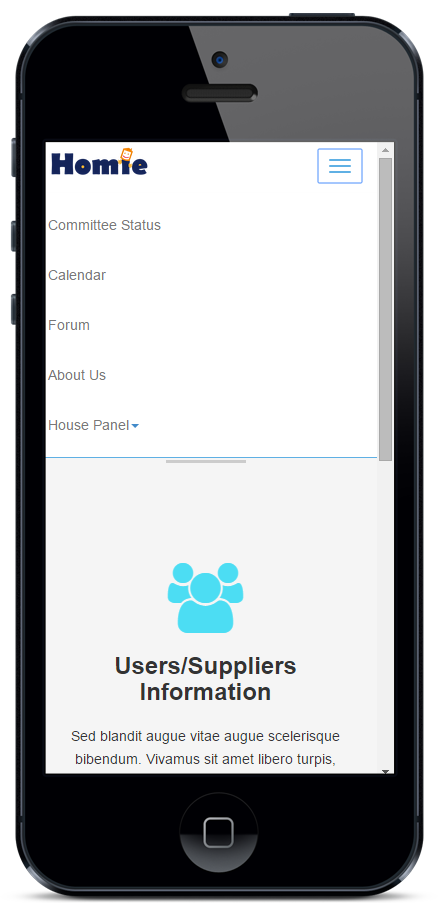 Homie
Committee Status
Calendar
Forum
About Us
House Panel
Users/Suppliers
Information
Sed blandit augue vitae augue scelerisque
bibendum. Vivamus sit amet libero turpis,